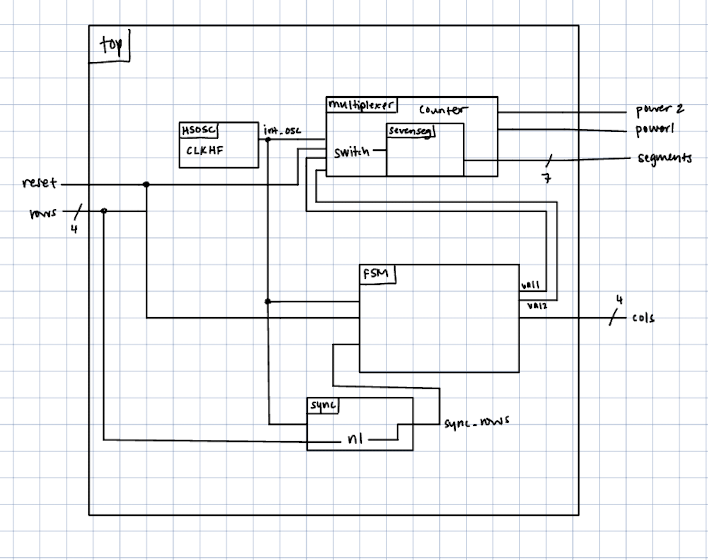 top
multiplexer counter
power 2
HSOSC
int_osc
sevenseg
power1
CLKHF
switch
segments
7
reset
rows
4
FSM
val1
val2
4
cols
sync
sync_rows
n1